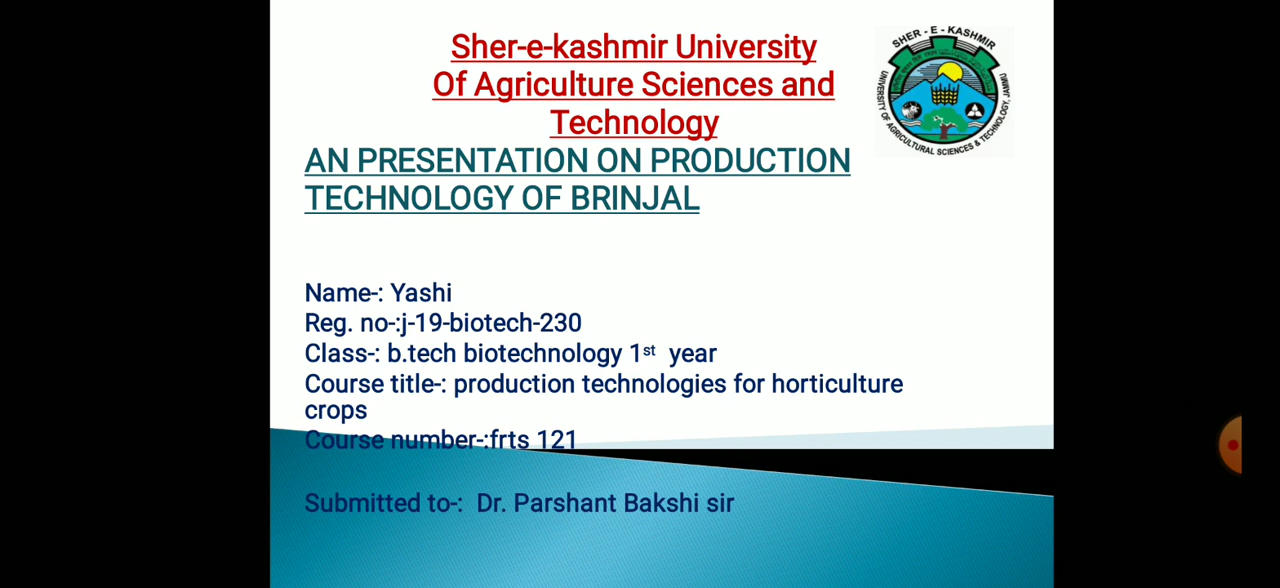 Sher-e-kashmir University
Of Agriculture Sciences and
Technology
AN PRESENTATION ON PRODUCTION
TECHNOLOGY OF BRINJAL
SHER - E - KASHMIR
UNIVERSITY OF AGRICULTURAL SCIENCES & TECHNOLOGY, JAMMU
Name-: Yashi
Reg. no-:j-19-biotech-230
Class-: b.tech biotechnology 1st year
Course title-: production technologies for horticulture
crops
Course number-:frts 121
Submitted to-: Dr. Parshant Bakshi sir